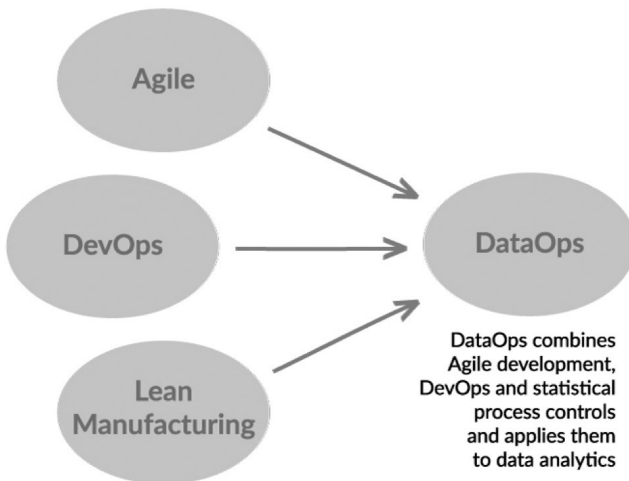 Agile
DevOps
DataOps
Lean
Manufacturing
DataOps combines
Agile development,
DevOps and statistical
process controls
and applies them
to data analytics